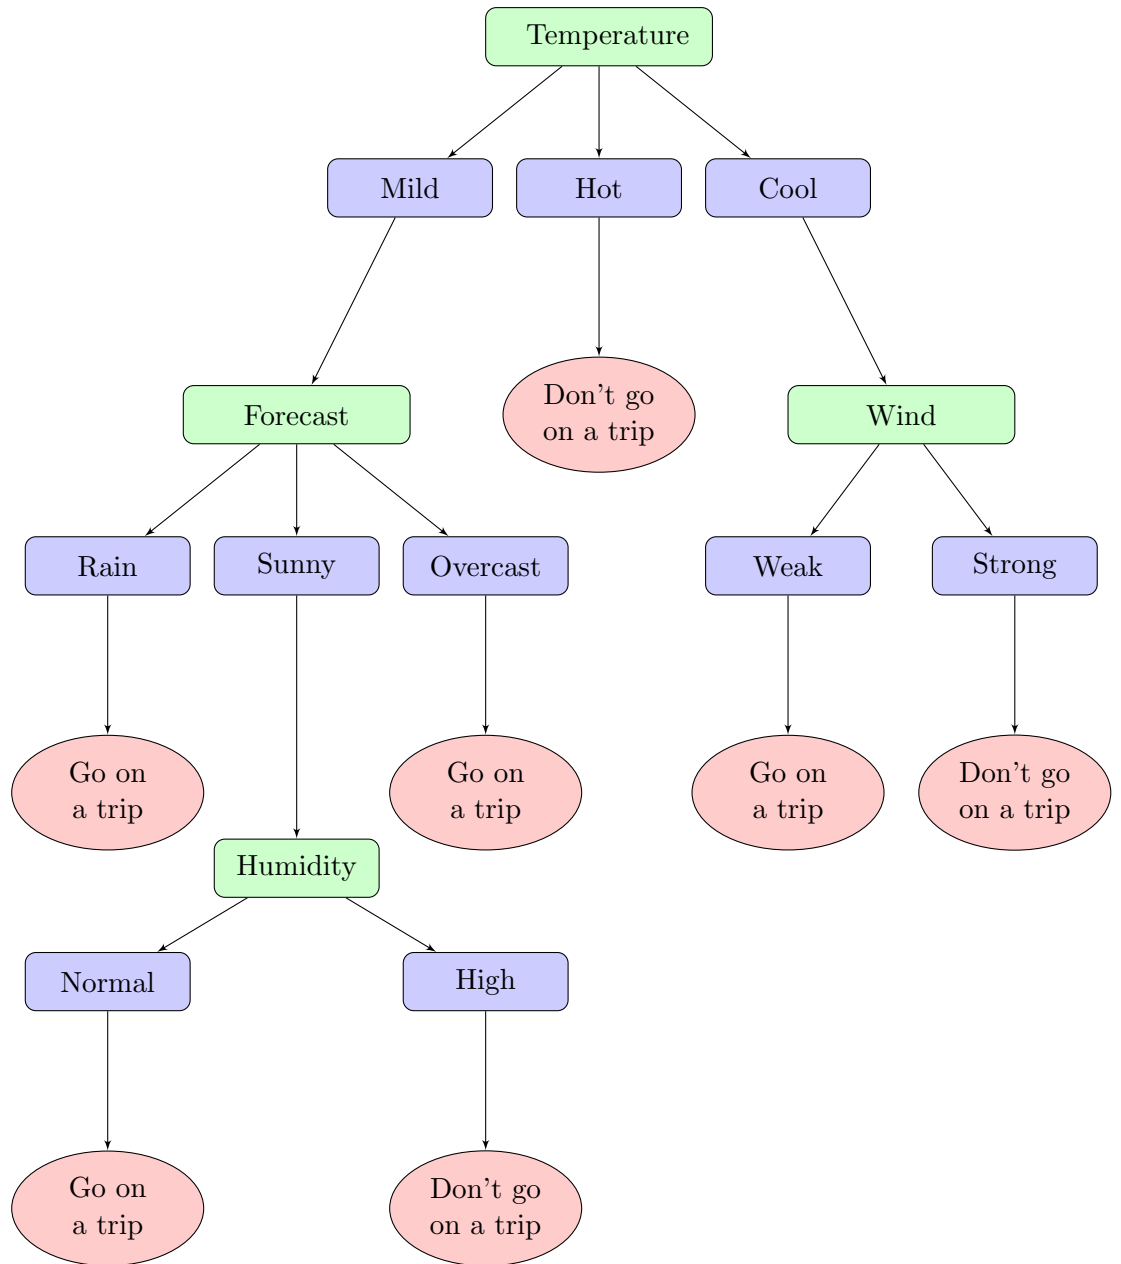 Temperature
Mild
Hot
Cool
Forecast
Don't go
on a trip
Wind
Rain
Sunny
Overcast
Weak
Strong
Go on
a trip
Go on
a trip
Go on
a trip
Don't go
on a trip
Humidity
Normal
High
Go on
a trip
Don't go
on a trip